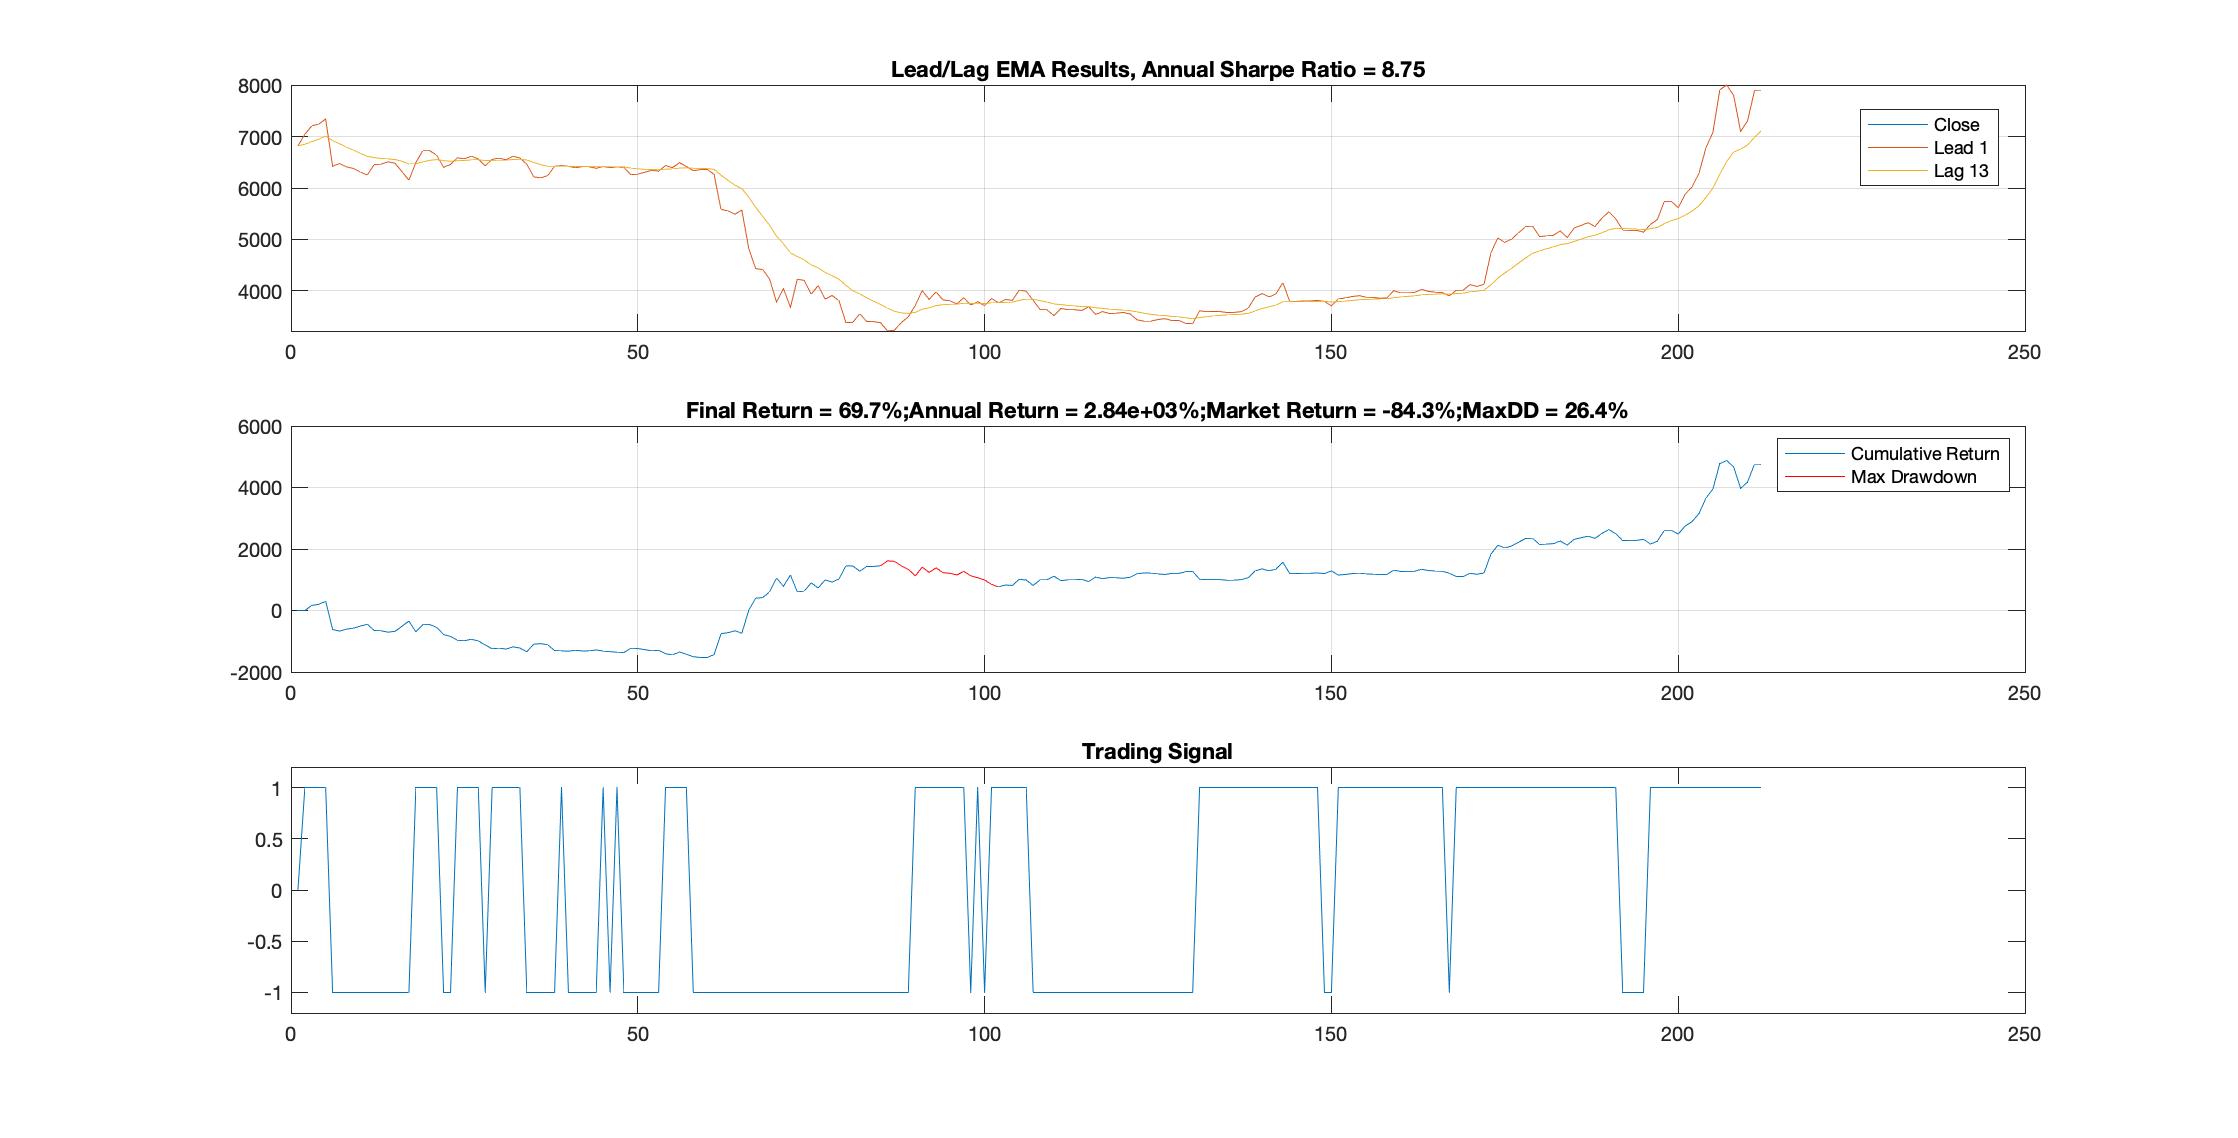 Lead/Lag EMA Results, Annual Sharpe Ratio = 8.75
8000
7000
6000
5000
4000
Close
Lead 1
Lag 13
0 50 100 150 200 250
Final Return = 69.7%;Annual Return = 2.84e+03%;Market Return = -84.3%;MaxDD = 26.4%
6000
4000
2000
0
-2000
Cumulative Return
Max Drawdown
0 50 100 150 200 250
Trading Signal
1
0.5
0
-0.5
-1
0 50 100 150 200 250